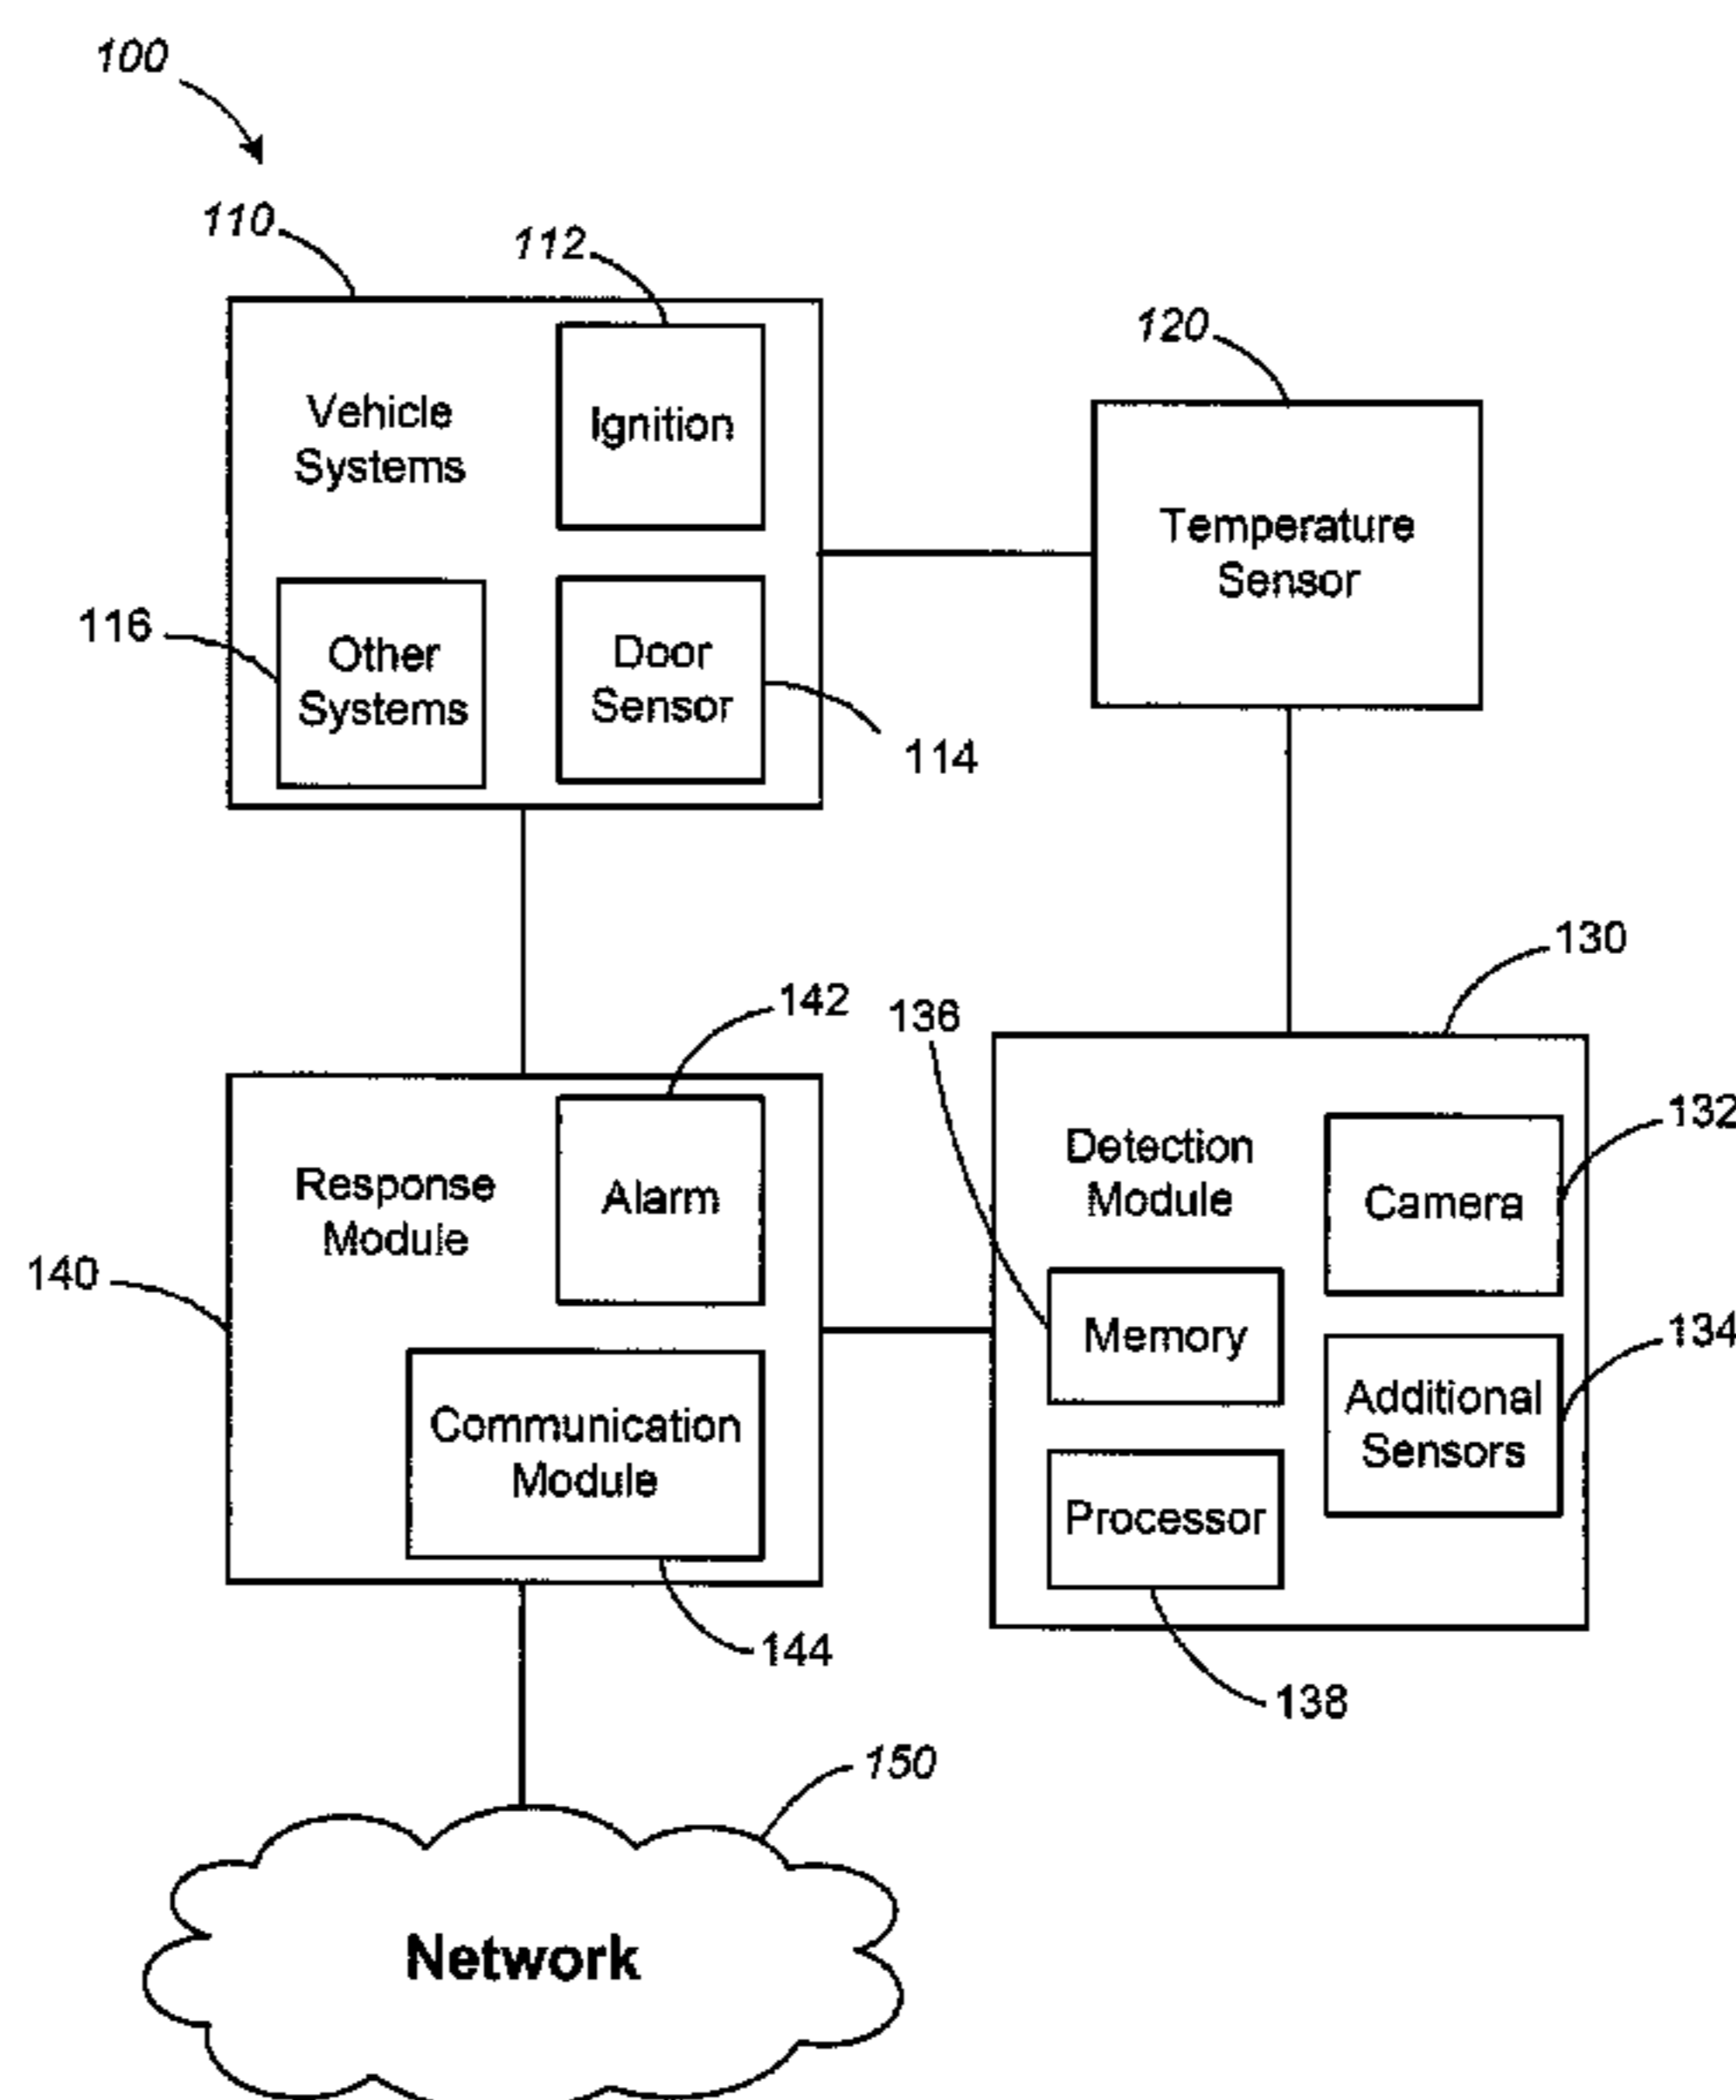 100
110
112
120
Vehicle
Systems
Ignition
Temperature
Sensor
116
Other
Systems
Door
Sensor
114
130
142
136
132
Response
Module
Alarm
Detection
Module
Camera
140
Memory
134
Additional
Sensors
Communication
Module
Processor
144
138
150
Network